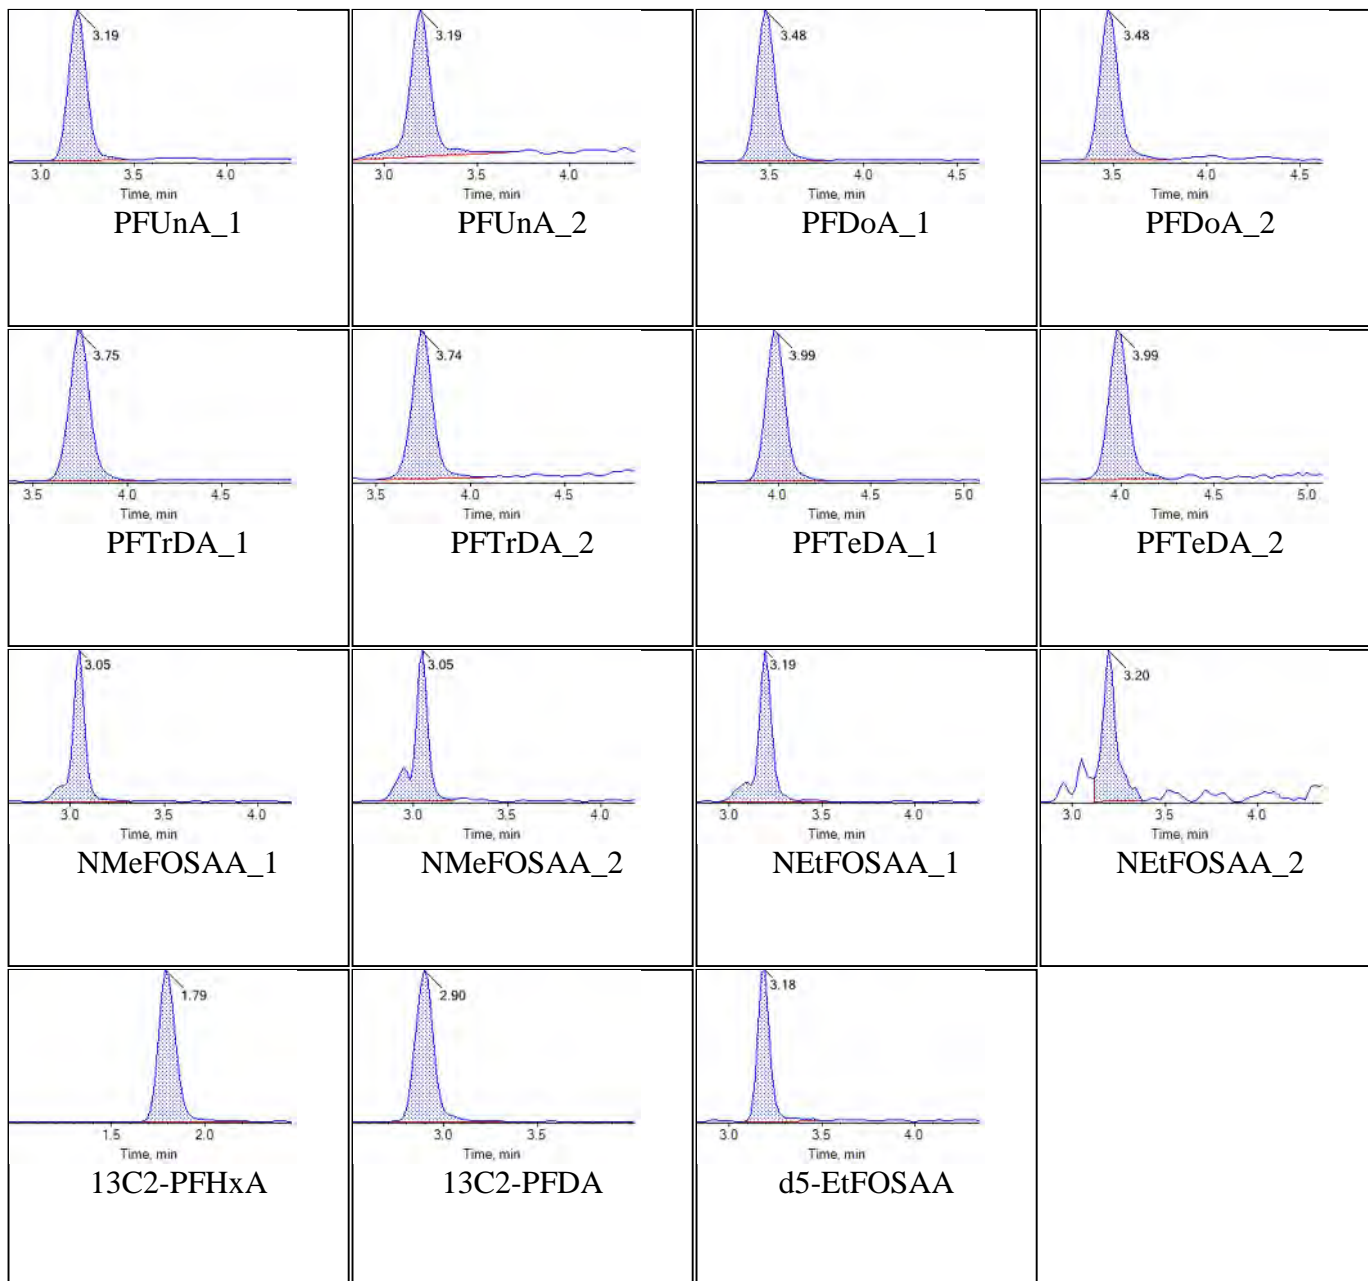 3.19
3.0 3.5 4.0
Time, min
PFUnA_1
3.19
3.0 3.5 4.0
Time, min
PFUnA_2
3.48
3.5 4.0 4.5
Time, min
PFDoA_1
3.48
3.5 4.0 4.5
Time, min
PFDoA_2
3.75
3.5 4.0 4.5
Time, min
PFTrDA_1
3.74
3.5 4.0 4.5
Time, min
PFTrDA_2
3.99
4.0 4.5 5.0
Time, min
PFTeDA_1
3.99
4.0 4.5 5.0
Time, min
PFTeDA_2
3.05
3.0 3.5 4.0
Time, min
NMeFOSAA_1
3.05
3.0 3.5 4.0
Time, min
NMeFOSAA_2
3.19
3.0 3.5 4.0
Time, min
NEtFOSAA_1
3.20
3.0 3.5 4.0
Time, min
NEtFOSAA_2
1.79
1.5 2.0
Time, min
13C2-PFHxA
2.90
3.0 3.5
Time, min
13C2-PFDA
3.18
3.0 3.5 4.0
Time, min
d5-EtFOSAA